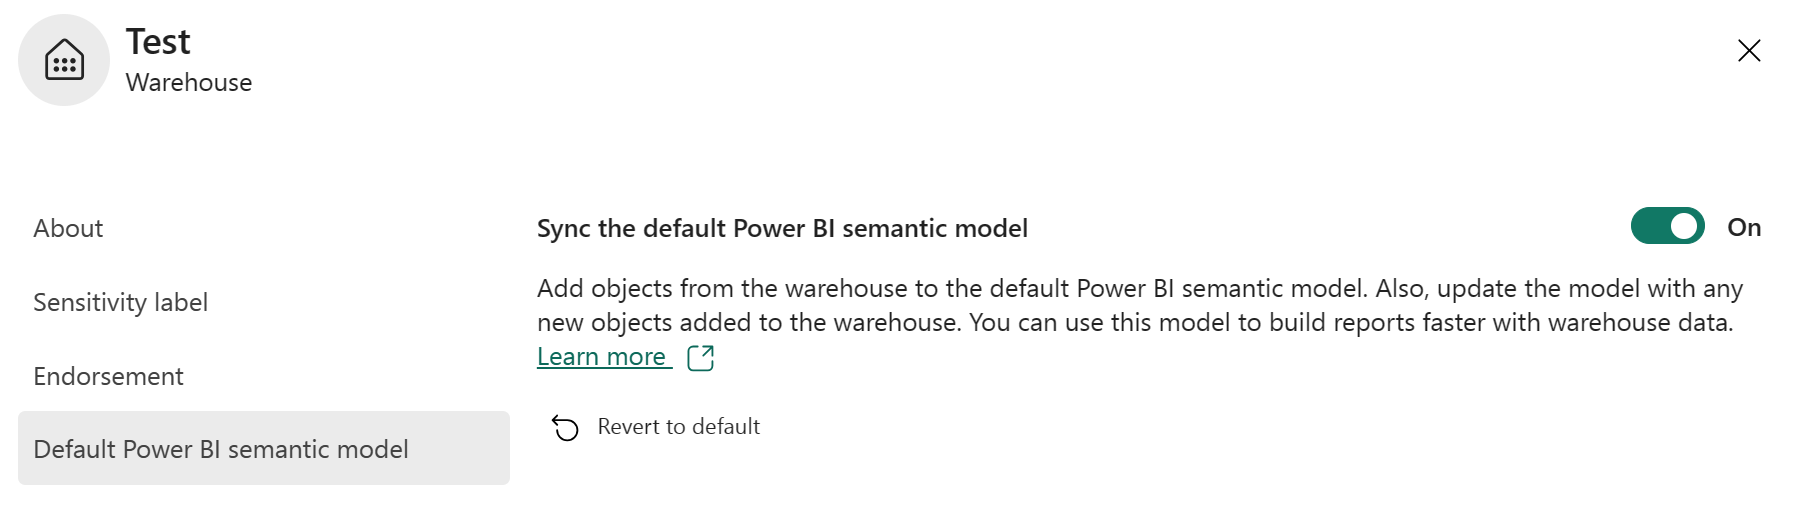 Test
Warehouse
About
Sensitivity label
Endorsement
Default Power BI semantic model
Sync the default Power BI semantic model
On
Add objects from the warehouse to the default Power BI semantic model. Also, update the model with any
new objects added to the warehouse. You can use this model to build reports faster with warehouse data.
Learn more
Revert to default